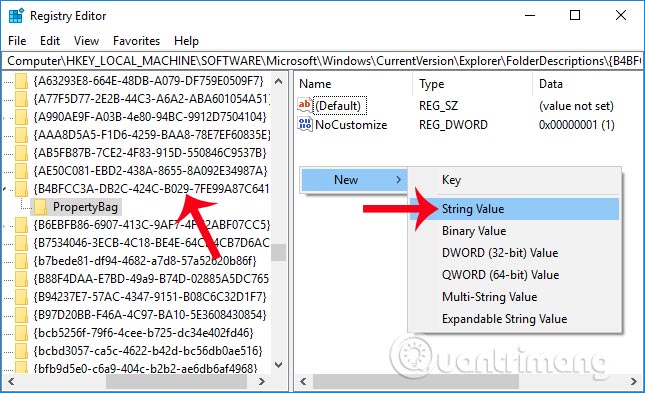 Registry Editor
File Edit View Favorites Help
Computer\HKEY_LOCAL_MACHINE\SOFTWARE\Microsoft\Windows\CurrentVersion\Explorer\FolderDescriptions\{B4BF
{A63293E8-664E-48DB-A079-DF759E0509F7}
{A77F5D77-2E2B-44C3-A6A2-ABA601054A51}
{A990AE9F-A03B-4e80-94BC-9912D7504104}
{AAA8D5A5-F1D6-4259-BAA8-78E7EF60835E}
{AB5FB87B-7CE2-4F83-915D-550846C9537B}
{AE50C081-EBD2-438A-8655-8A092E34987A}
{B4BFCC3A-DB2C-424C-B029-7FE99A87C641
PropertyBag
{B6EBFB86-6907-413C-9AF7-4FC2ABF07CC5}
{B7534046-3ECB-4C18-BE4E-64CD4CB7D6AC
{b7bede81-df94-4682-a7d8-57a52620b86f}
{B88F4DAA-E7BD-49a9-B74D-02885A5DC765
{B94237E7-57AC-4347-9151-B08C6C32D1F7}
{B97D20BB-F46A-4C97-BA10-5E3608430854}
{bcb5256f-79f6-4cee-b725-dc34e402fd46}
{bcbd3057-ca5c-4622-b42d-bc56db0ae516}
{bfb9d5e0-c6a9-404c-b2b2-ae6db6af4968}
Name Type Data
(Default) REG_SZ (value not set)
NoCustomize REG_DWORD 0x00000001 (1)
New
Key
String Value
Binary Value
DWORD (32-bit) Value
QWORD (64-bit) Value
Multi-String Value
Expandable String Value
Quantrimang